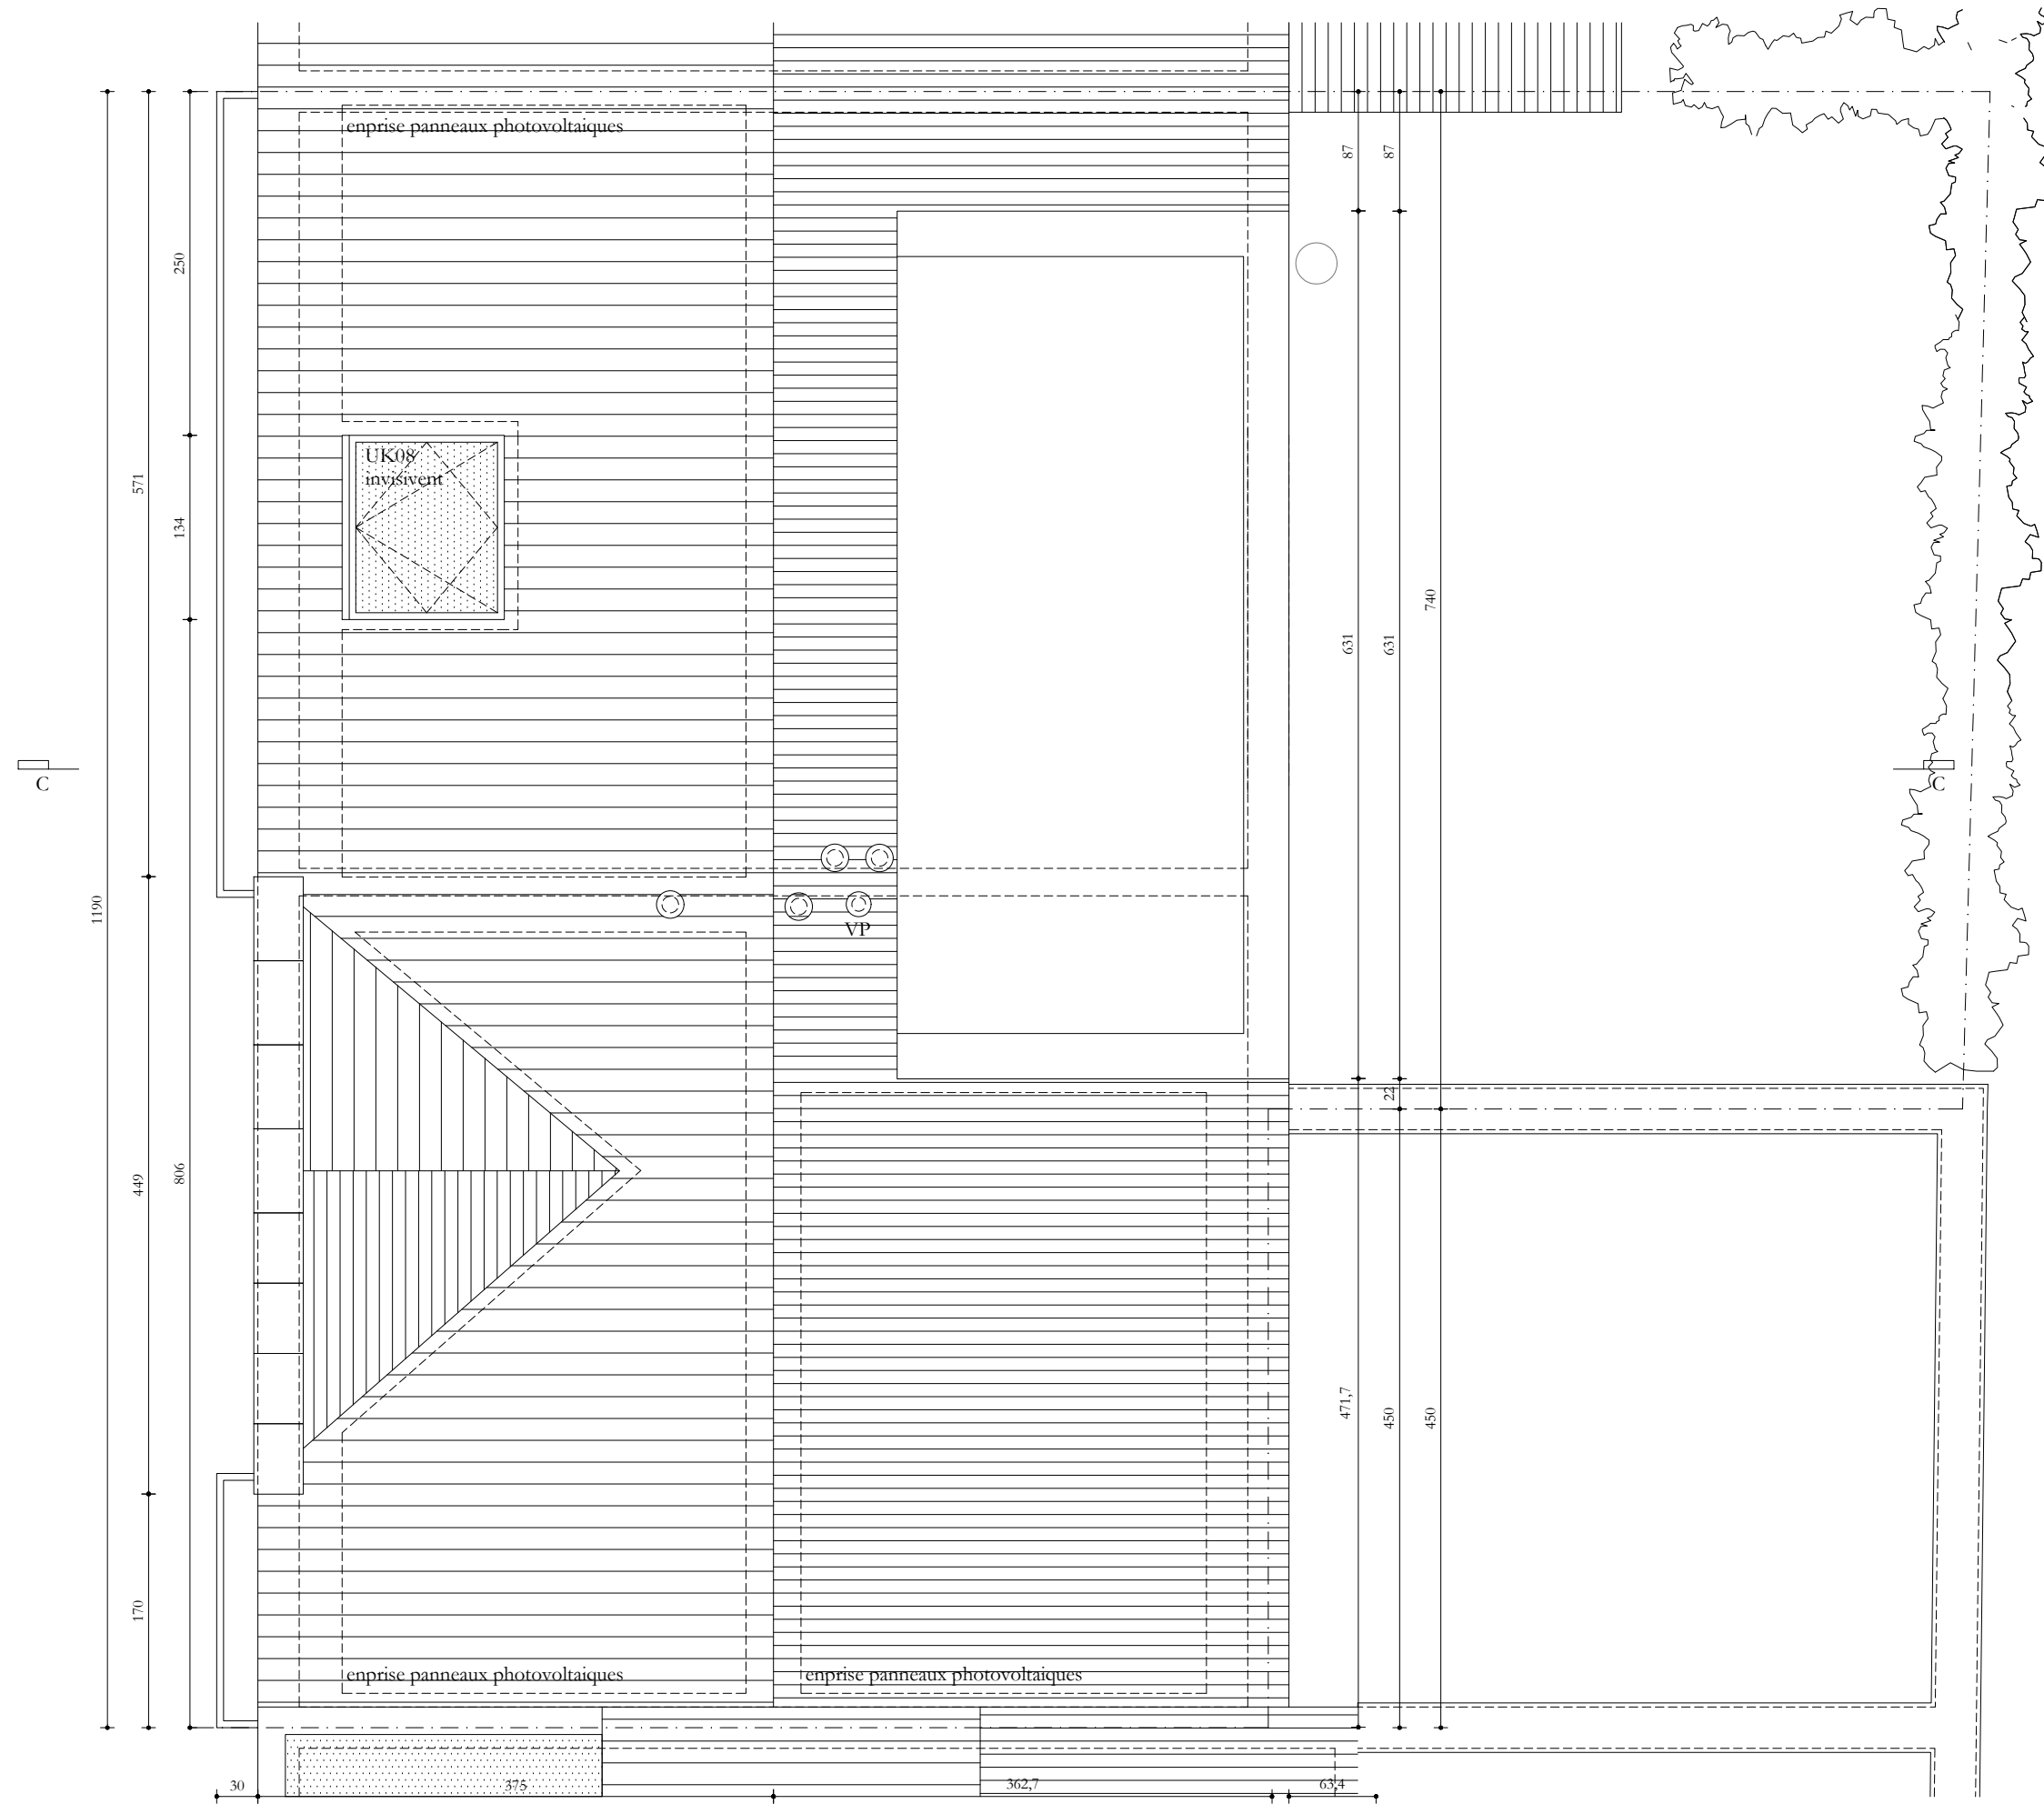 enprise panneaux photovoltaiques
87
87
250
UK08
invisivent
571
134
740
631
631
C
C
1190
VP
22
449
806
471,7
450
450
170
enprise panneaux photovoltaiques
enprise panneaux photovoltaiques
30
375
362,7
63,4